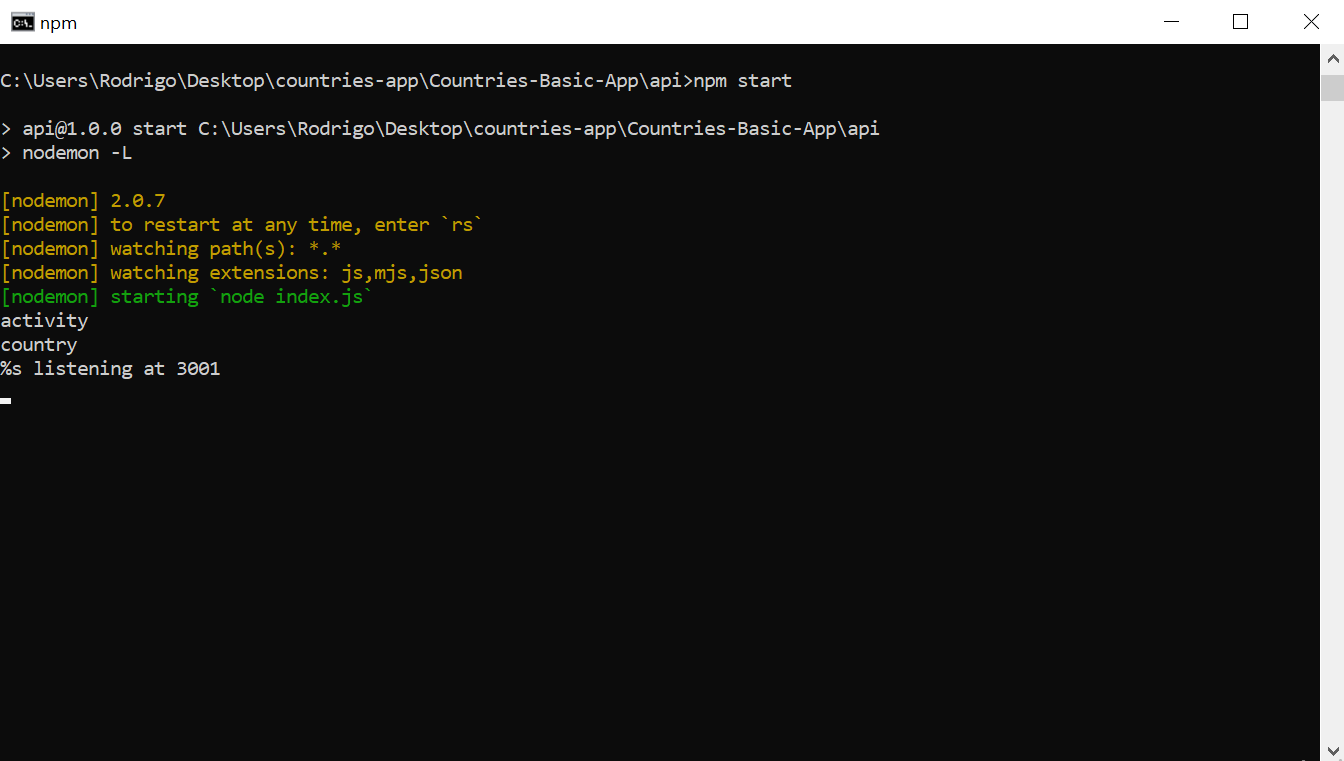 npm
C:\Users\Rodrigo\Desktop\countries-app\Countries-Basic-App\api>npm start
> api@1.0.0 start C:\Users\Rodrigo\Desktop\countries-app\Countries-Basic-App\api
> nodemon -L
[nodemon] 2.0.7
[nodemon] to restart at any time, enter `rs`
[nodemon] watching path(s): *.*
[nodemon] watching extensions: js,mjs,json
[nodemon] starting `node index.js`
activity
country
%s listening at 3001